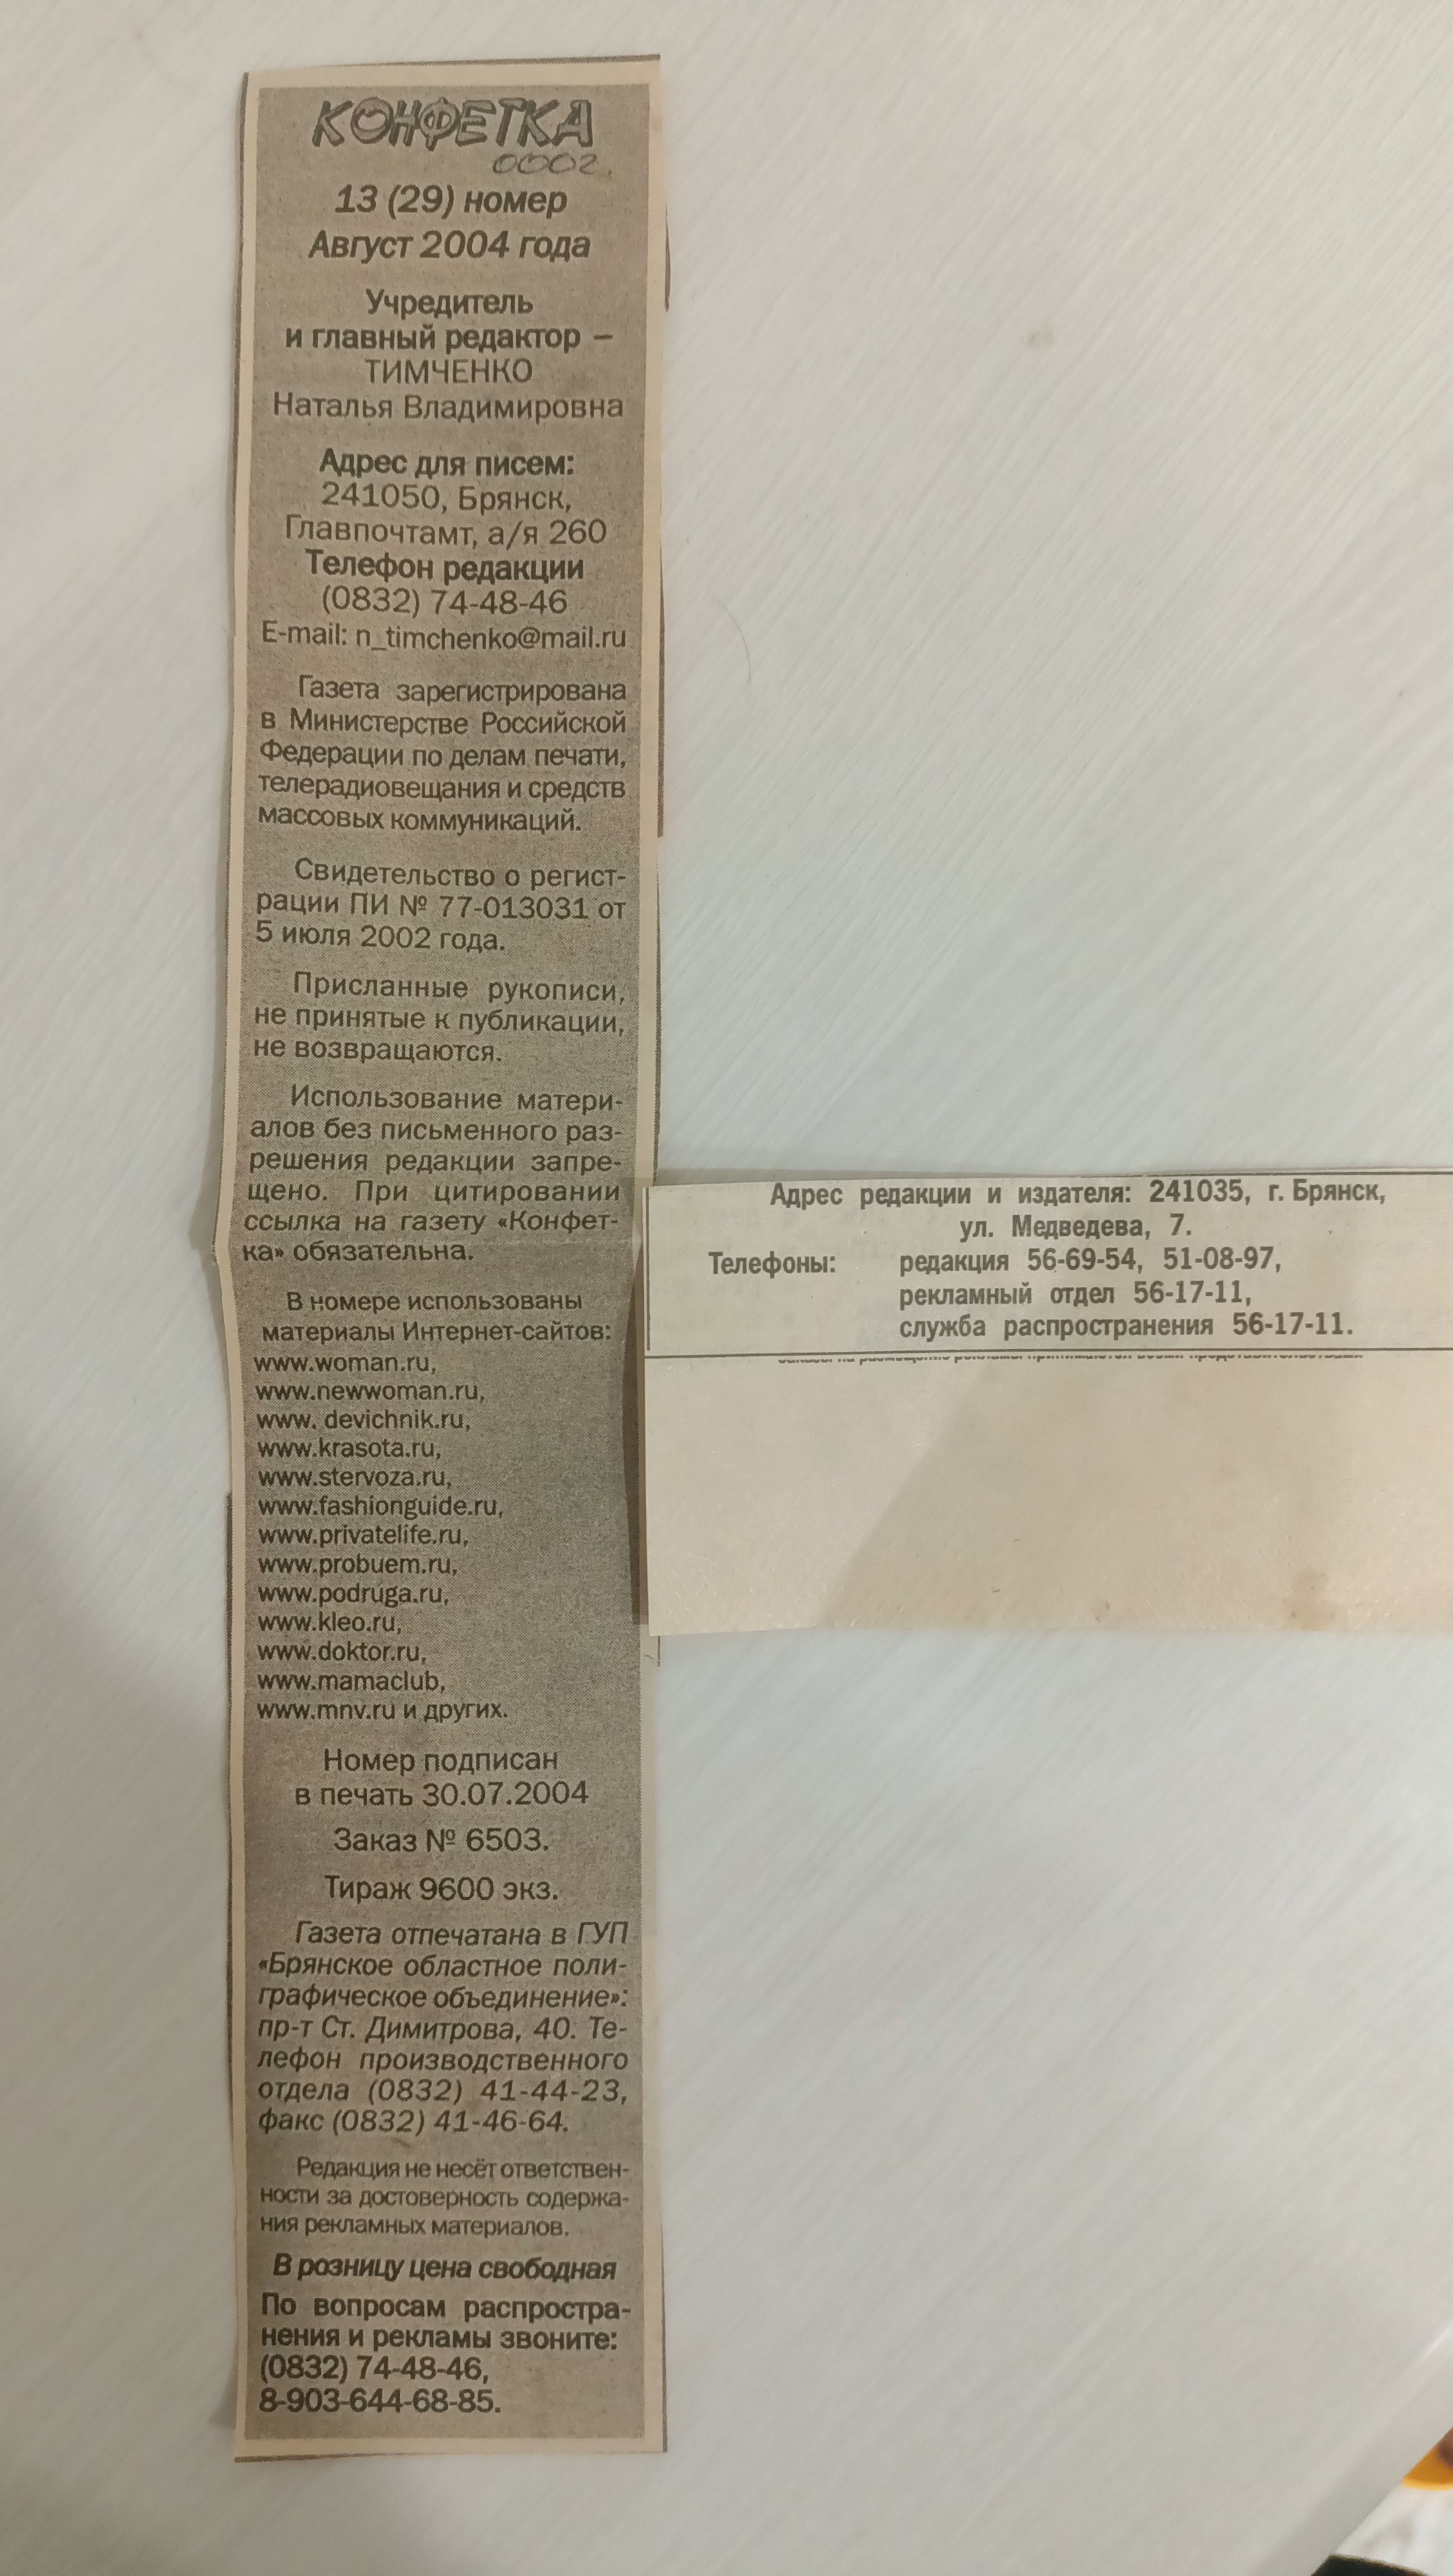 КОНФЕТКА
13 (29) номер
Август 2004 года
Учредитель
и главный редактор –
ТИМЧЕНКО
Наталья Владимировна
Адрес для писем:
241050, Брянск,
Главпочтамт, а/я 260
Телефон редакции
(0832) 74-48-46
E-mail: n_timchenko@mail.ru
Газета зарегистрирована
в Министерстве Российской
Федерации по делам печати,
телерадиовещания и средств
массовых коммуникаций.
Свидетельство о регист-
рации ПИ № 77-013031 от
5 июля 2002 года.
Присланные рукописи,
не принятые к публикации,
не возвращаются.
Использование матери-
алов без письменного раз-
решения редакции запре-
щено. При цитировании
ссылка на газету «Конфет-
ка» обязательна.
В номере использованы
материалы Интернет-сайтов:
www.woman.ru,
www.newwoman.ru,
www. devichnik.ru,
www.krasota.ru,
www.stervoza.ru,
www.fashionguide.ru,
www.privatelife.ru,
www.probuem.ru,
www.podruga.ru,
www.kleo.ru,
www.doktor.ru,
www.mamaclub,
www.mnv.ru и других.
Номер подписан
в печать 30.07.2004
Заказ № 6503.
Тираж 9600 экз.
Газета отпечатана в ГУП
«Брянское областное поли-
графическое объединение»:
пр-т Ст. Димитрова, 40. Те-
лефон производственного
отдела (0832) 41-44-23,
факс (0832) 41-46-64.
Редакция не несёт ответствен-
ности за достоверность содержа-
ния рекламных материалов.
В розницу цена свободная
По вопросам распростра-
нения и рекламы звоните:
(0832) 74-48-46,
8-903-644-68-85.
Адрес редакции и издателя: 241035, г. Брянск,
ул. Медведева, 7.
Телефоны: редакция 56-69-54, 51-08-97,
рекламный отдел 56-17-11,
служба распространения 56-17-11.